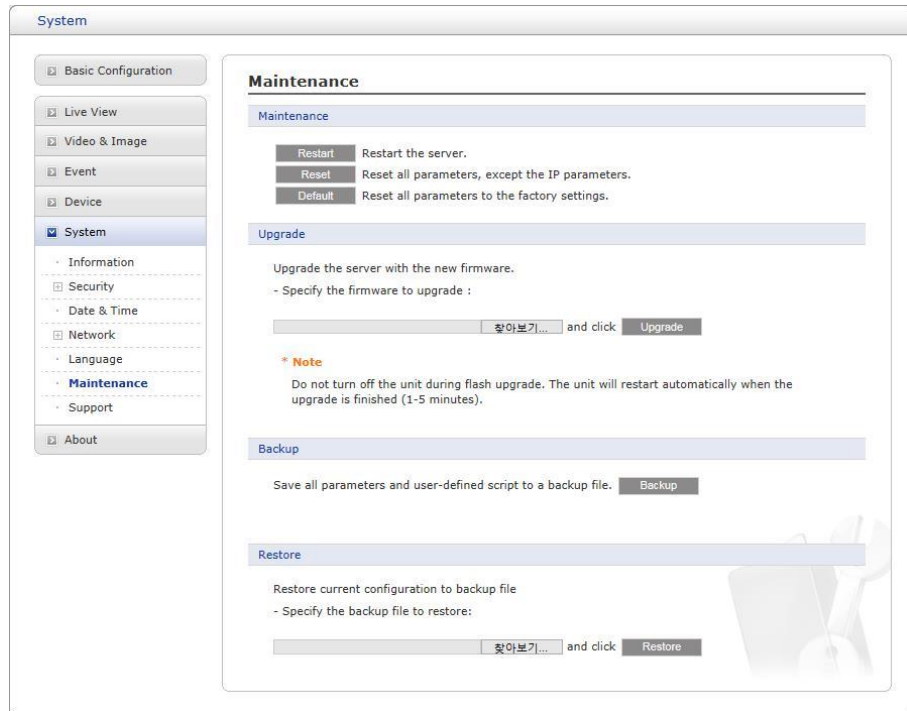 System
Basic Configuration
Live View
Video & Image
Event
Device
System
Information
Security
Date & Time
Network
Language
Maintenance
Support
About
Maintenance
Maintenance
Restart Restart the server.
Reset Reset all parameters, except the IP parameters.
Default Reset all parameters to the factory settings.
Upgrade
Upgrade the server with the new firmware.
- Specify the firmware to upgrade :
찾아보기... and click Upgrade
* Note
Do not turn off the unit during flash upgrade. The unit will restart automatically when the
upgrade is finished (1-5 minutes).
Backup
Save all parameters and user-defined script to a backup file. Backup
Restore
Restore current configuration to backup file
- Specify the backup file to restore:
찾아보기... and click Restore